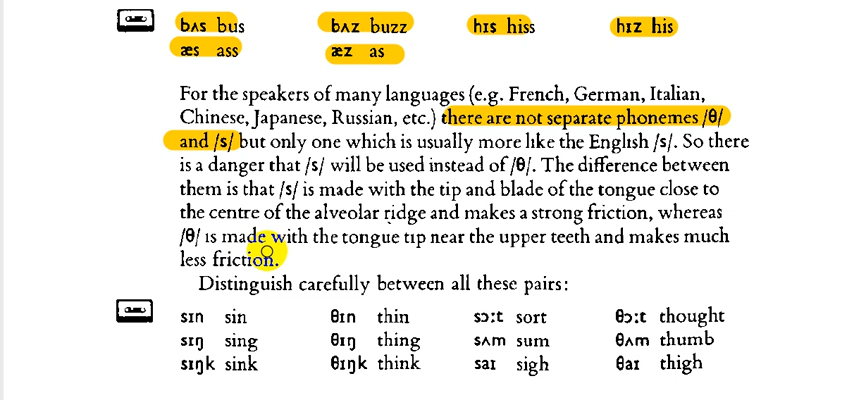 bʌs bus bʌz buzz hɪs hiss hɪz his
æs ass æz as
For the speakers of many languages (e.g. French, German, Italian,
Chinese, Japanese, Russian, etc.) there are not separate phonemes /θ/
and /s/ but only one which is usually more like the English /s/. So there
is a danger that /s/ will be used instead of /θ/. The difference between
them is that /s/ is made with the tip and blade of the tongue close to
the centre of the alveolar ridge and makes a strong friction, whereas
/θ/ is made with the tongue tip near the upper teeth and makes much
less friction.
Distinguish carefully between all these pairs:
sɪn sin θɪn thin sɔːt sort θɔːt thought
sɪŋ sing θɪŋ thing sʌm sum θʌm thumb
sɪŋk sink θɪŋk think saɪ sigh θaɪ thigh